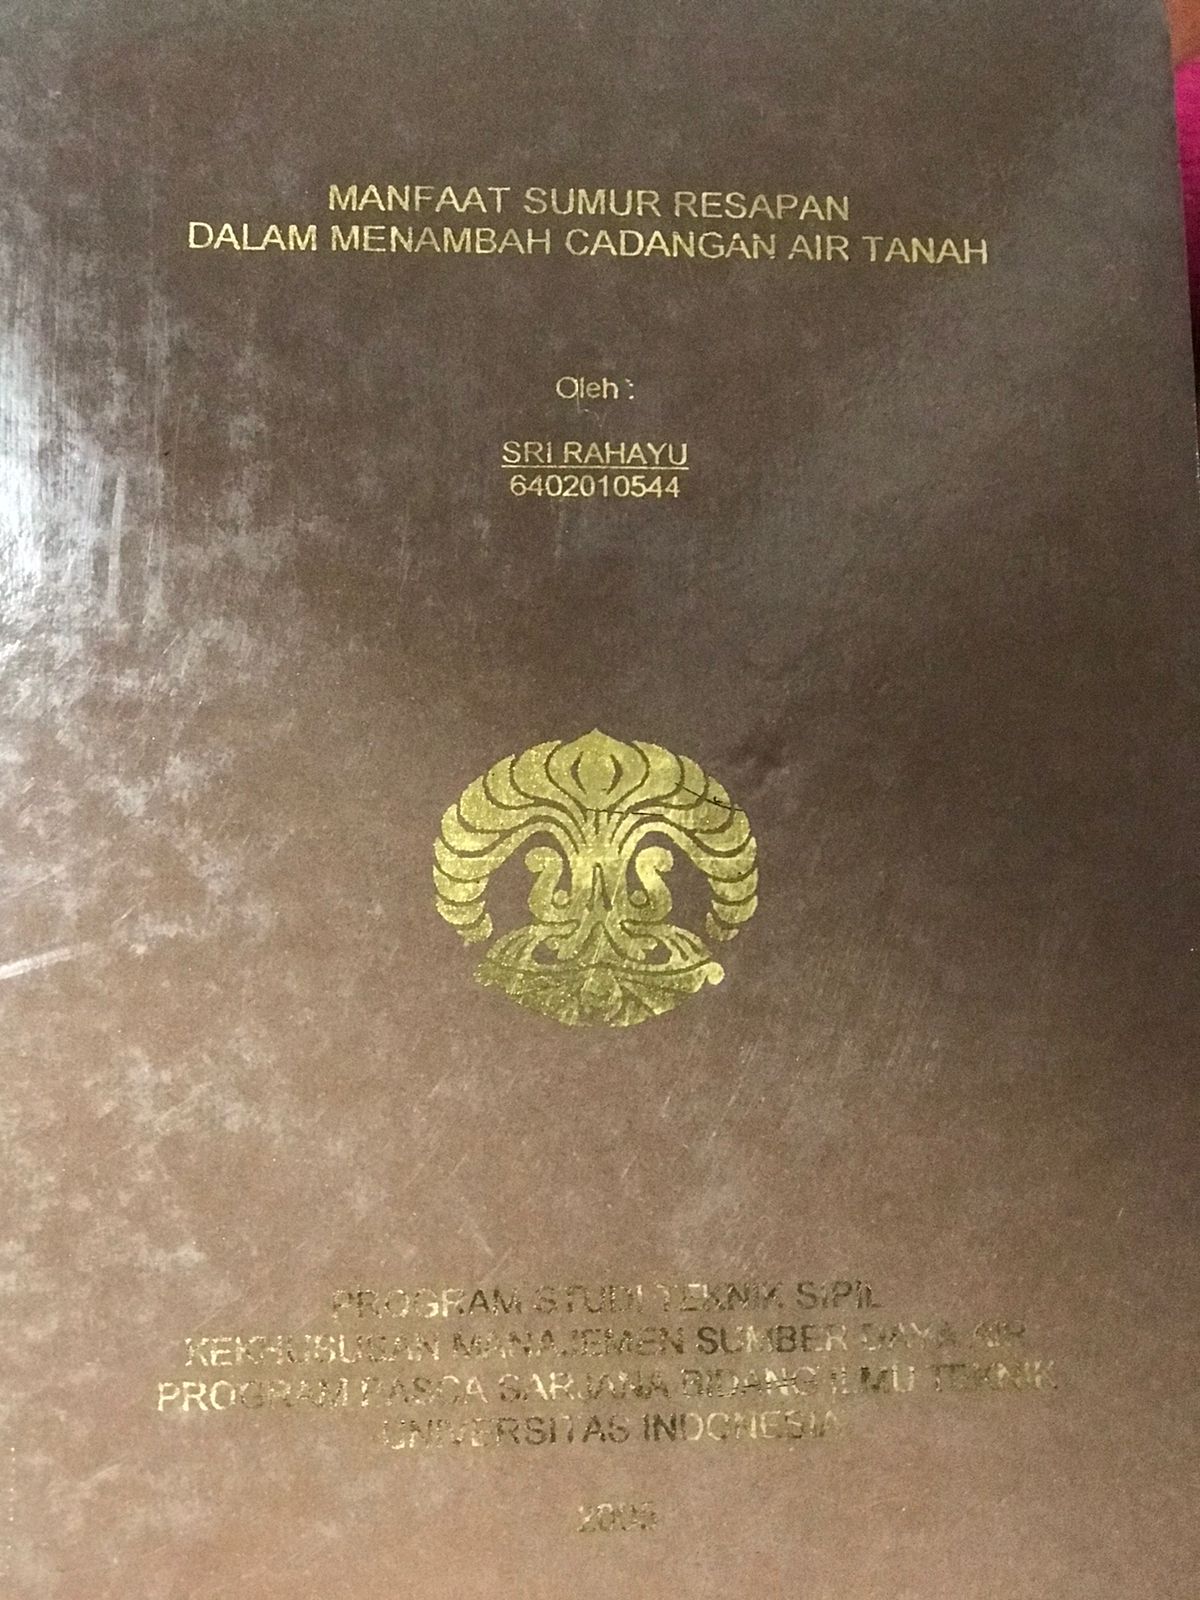 MANFAAT SUMUR RESAPAN
DALAM MENAMBAH CADANGAN AIR TANAH
Oleh :
SRI RAHAYU
6402010544
PROGRAM STUDI TEKNIK SIPIL
KEKHUSUSAN MANAJEMEN SUMBER DAYA AIR
PROGRAM PASCA SARJANA BIDANG ILMU TEKNIK
UNIVERSITAS INDONESIA